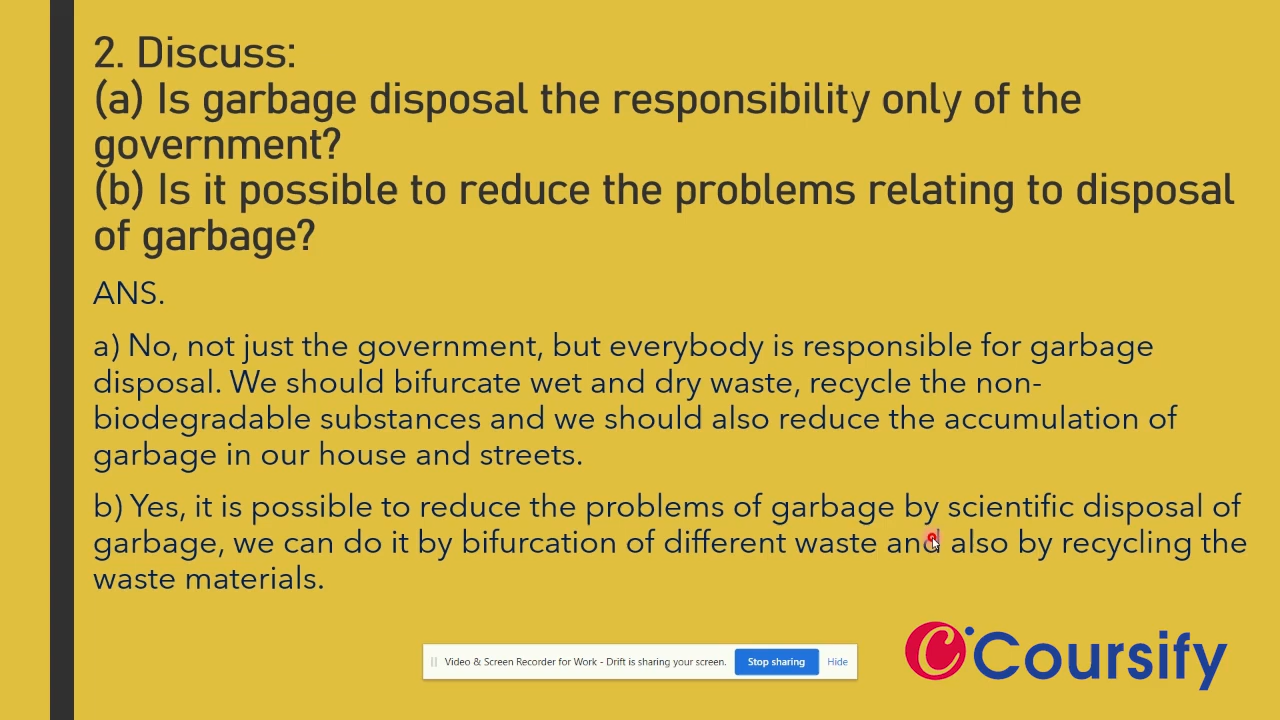 2. Discuss:
(a) Is garbage disposal the responsibility only of the
government?
(b) Is it possible to reduce the problems relating to disposal
of garbage?
ANS.
a) No, not just the government, but everybody is responsible for garbage
disposal. We should bifurcate wet and dry waste, recycle the non-
biodegradable substances and we should also reduce the accumulation of
garbage in our house and streets.
b) Yes, it is possible to reduce the problems of garbage by scientific disposal of
garbage, we can do it by bifurcation of different waste and also by recycling the
waste materials.
Video & Screen Recorder for Work - Drift is sharing your screen. Stop sharing Hide
Coursify